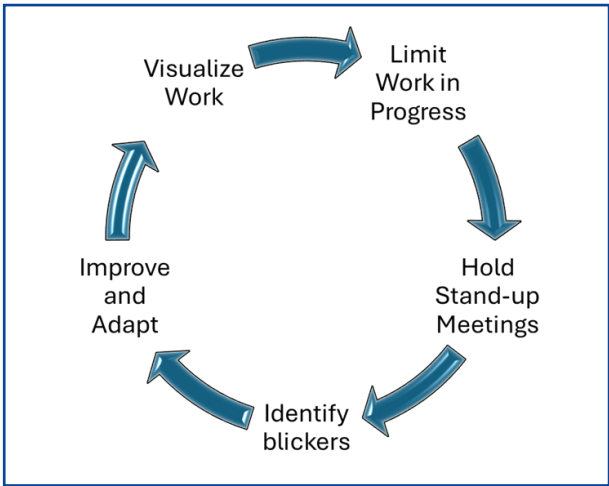 Visualize
Work
Limit
Work in
Progress
Hold
Stand-up
Meetings
Identify
blickers
Improve
and
Adapt